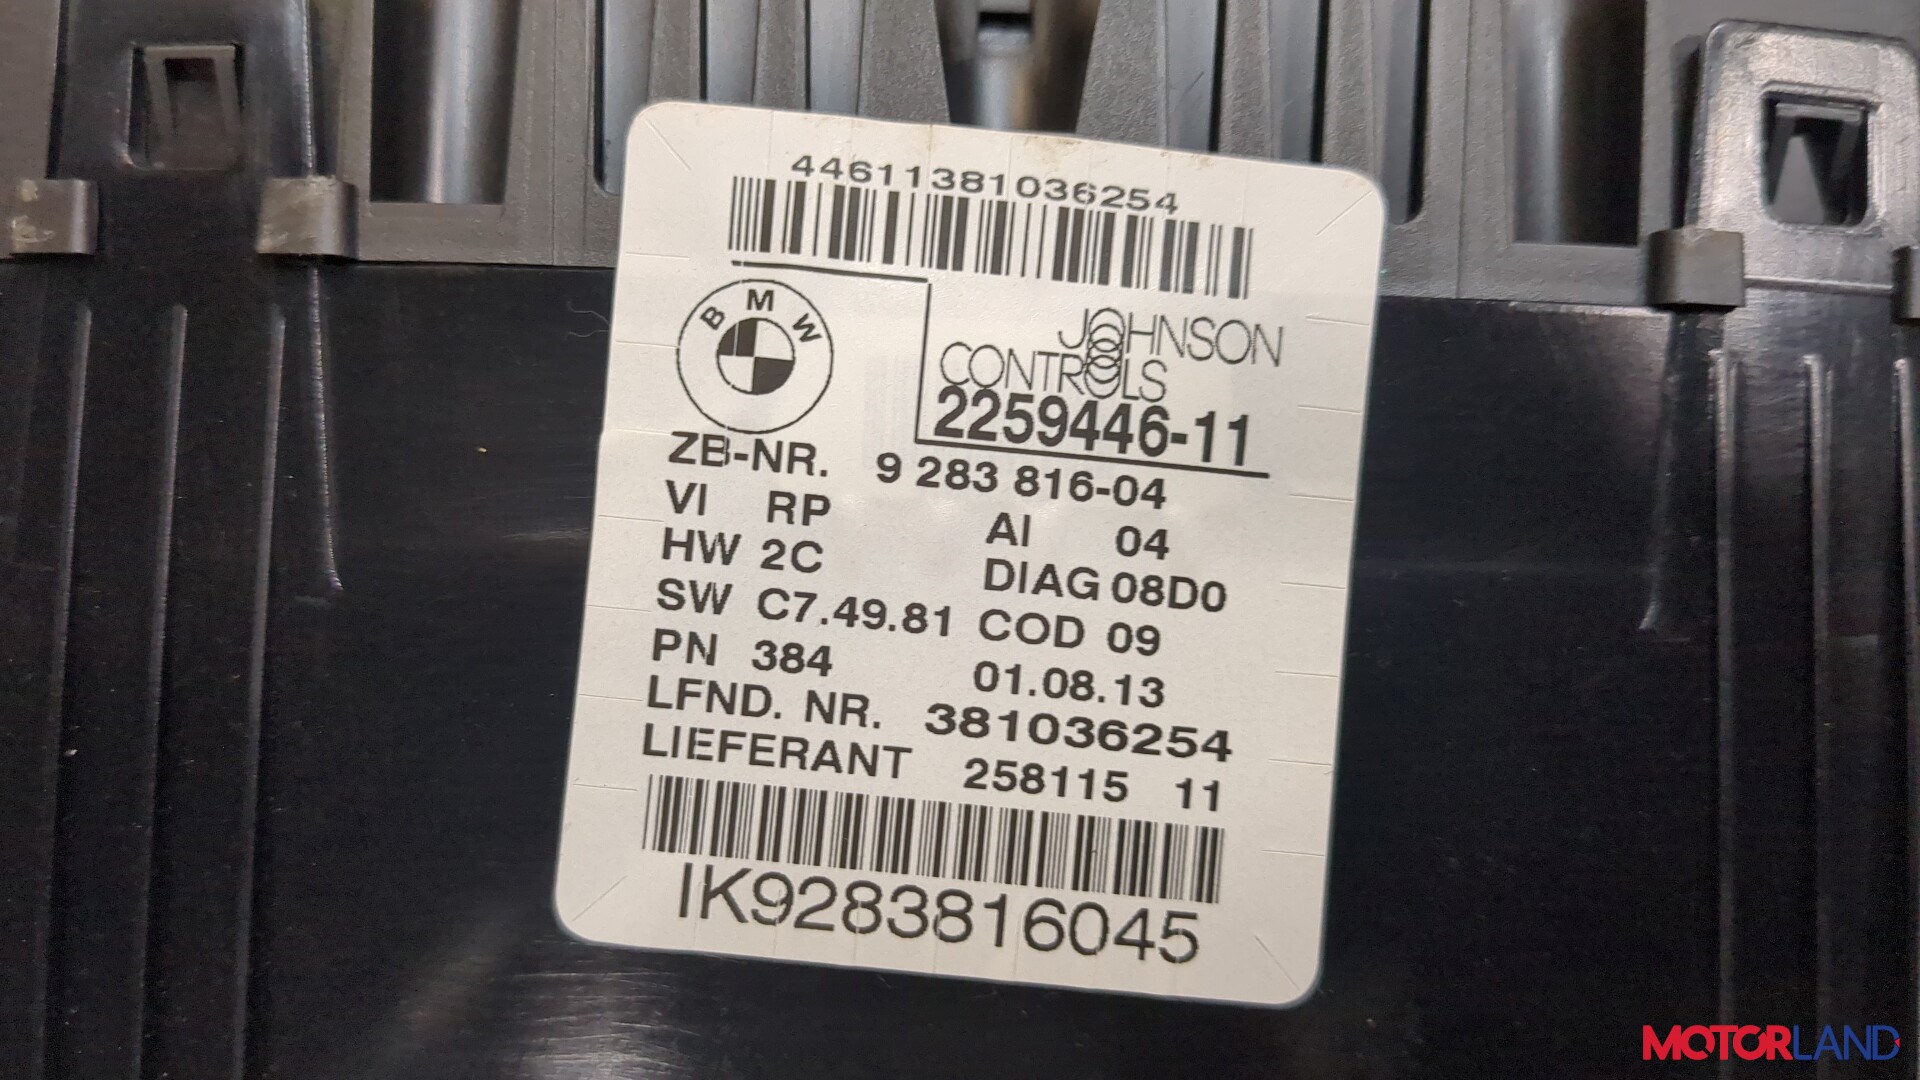 44611381036254
BMW
JOHNSON
CONTROLS
2259446-11
ZB-NR. 9 283 816-04
VI RP AI 04
HW 2C DIAG 08D0
SW C7.49.81 COD 09
PN 384 01.08.13
LFND. NR. 381036254
LIEFERANT 258115 11
IK9283816045
MOTORLAND